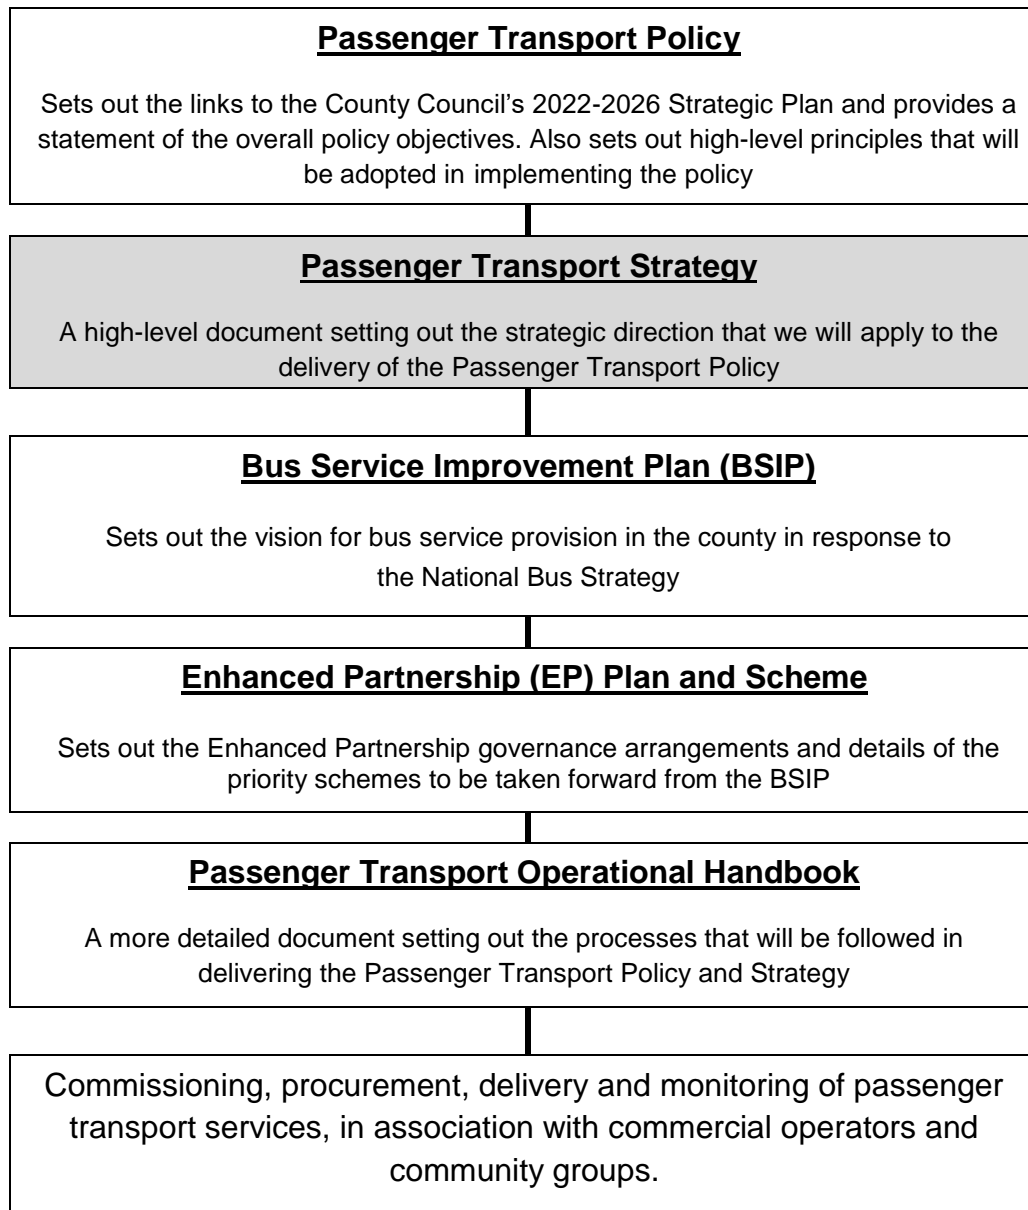 Passenger Transport Policy
Sets out the links to the County Council’s 2022-2026 Strategic Plan and provides a
statement of the overall policy objectives. Also sets out high-level principles that will
be adopted in implementing the policy
Passenger Transport Strategy
A high-level document setting out the strategic direction that we will apply to the
delivery of the Passenger Transport Policy
Bus Service Improvement Plan (BSIP)
Sets out the vision for bus service provision in the county in response to
the National Bus Strategy
Enhanced Partnership (EP) Plan and Scheme
Sets out the Enhanced Partnership governance arrangements and details of the
priority schemes to be taken forward from the BSIP
Passenger Transport Operational Handbook
A more detailed document setting out the processes that will be followed in
delivering the Passenger Transport Policy and Strategy
Commissioning, procurement, delivery and monitoring of passenger
transport services, in association with commercial operators and
community groups.